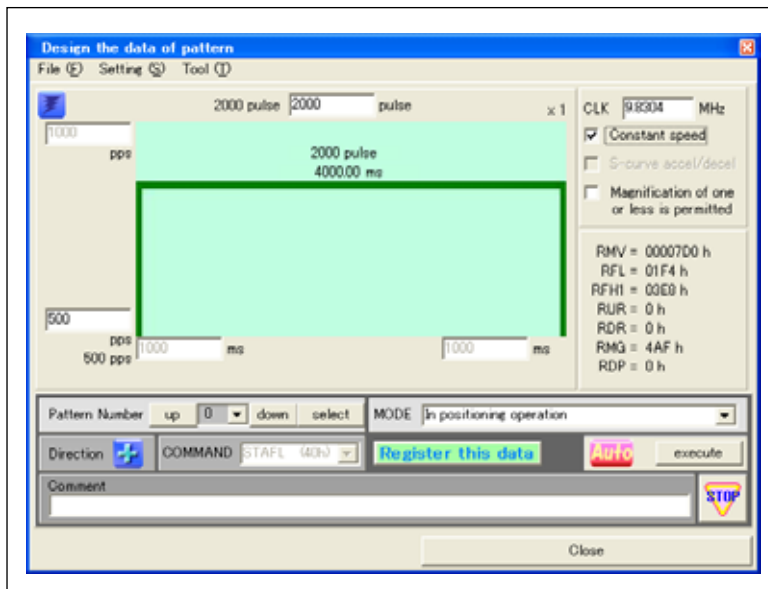 Design the data of pattern
File (F) Setting (S) Tool (T)
2000 pulse 2000 pulse x 1
1000
pps
2000 pulse
4000.00 ms
500
pps
500 pps
1000 ms
1000 ms
CLK 9.8304 MHz
Constant speed
S-curve accel/decel
Magnification of one
or less is permitted
RMV = 00007D0 h
RFL = 01F4 h
RFH1 = 03E8 h
RUR = 0 h
RDR = 0 h
RMG = 4AF h
RDP = 0 h
Pattern Number up 0 down select MODE In positioning operation
Direction COMMAND STAFL (40h) Register this data Auto execute
Comment
STOP
Close